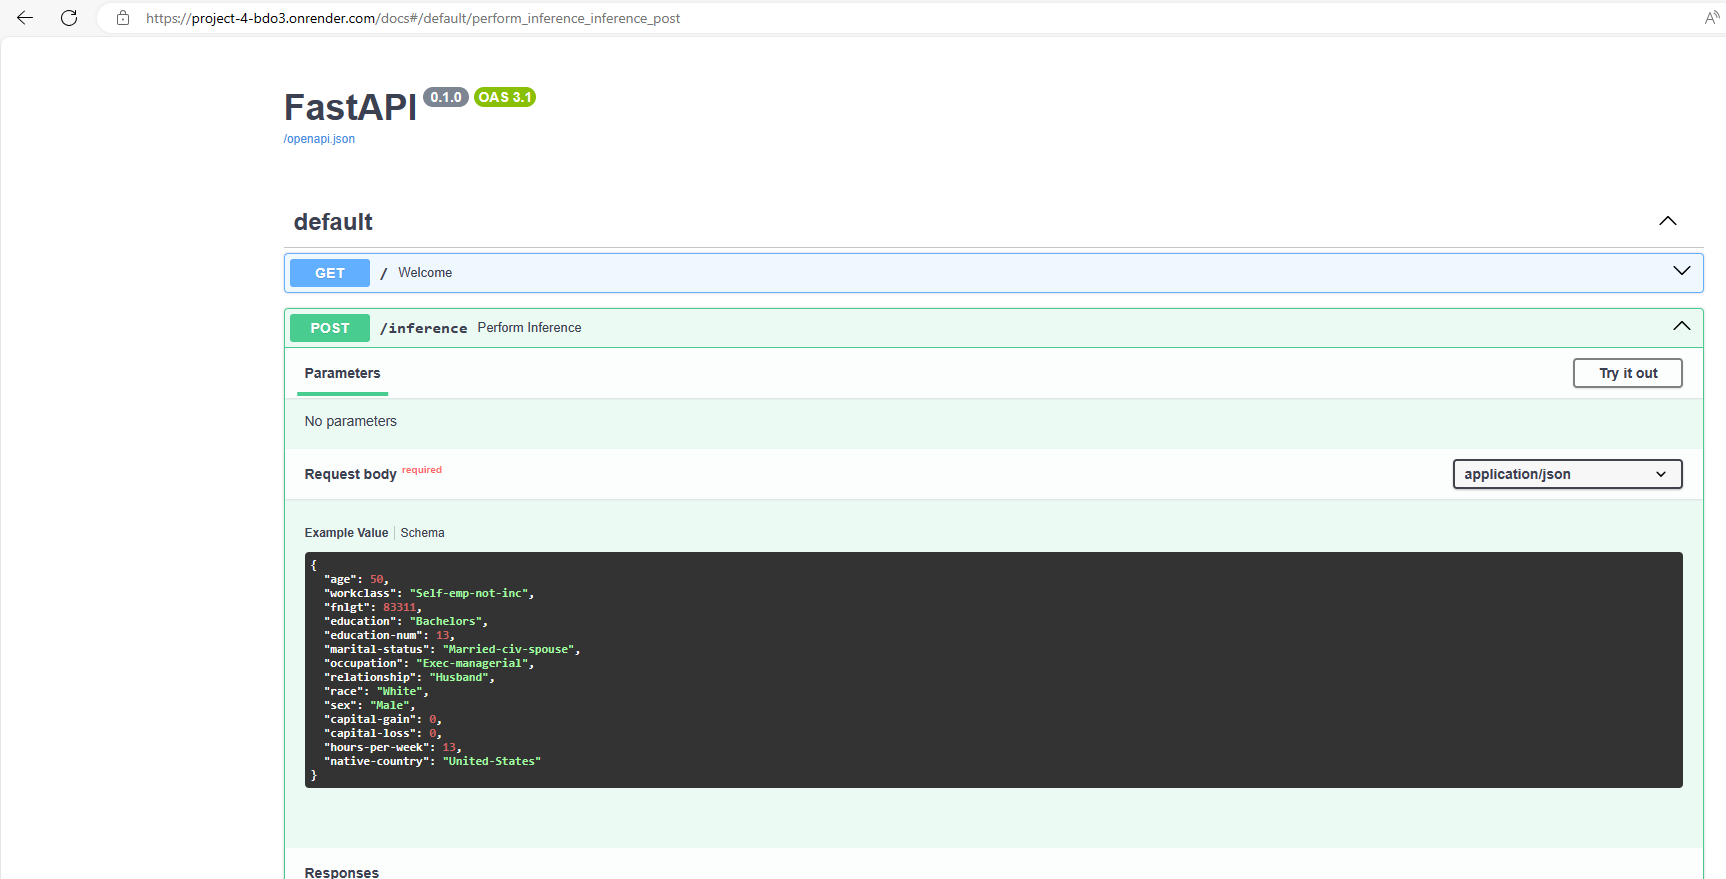 https://project-4-bdo3.onrender.com/docs#/default/perform_inference_inference_post
FastAPI 0.1.0 OAS 3.1
/openapi.json
default
GET / Welcome
POST /inference Perform Inference
Parameters Try it out
No parameters
Request body required application/json
Example Value Schema
{
"age": 50,
"workclass": "Self-emp-not-inc",
"fnlgt": 83311,
"education": "Bachelors",
"education-num": 13,
"marital-status": "Married-civ-spouse",
"occupation": "Exec-managerial",
"relationship": "Husband",
"race": "White",
"sex": "Male",
"capital-gain": 0,
"capital-loss": 0,
"hours-per-week": 13,
"native-country": "United-States"
}
Responses